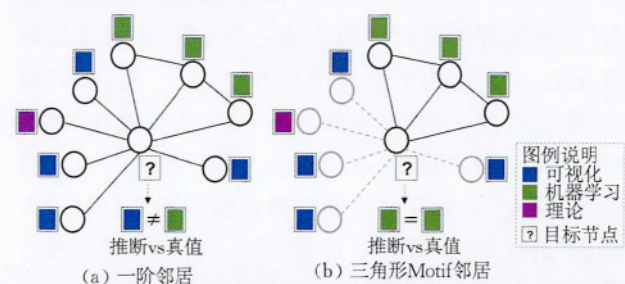 ?
≠
推断vs真值
(a) 一阶邻居
?
=
推断vs真值
(b) 三角形Motif邻居
图例说明
可视化
机器学习
理论
? 目标节点